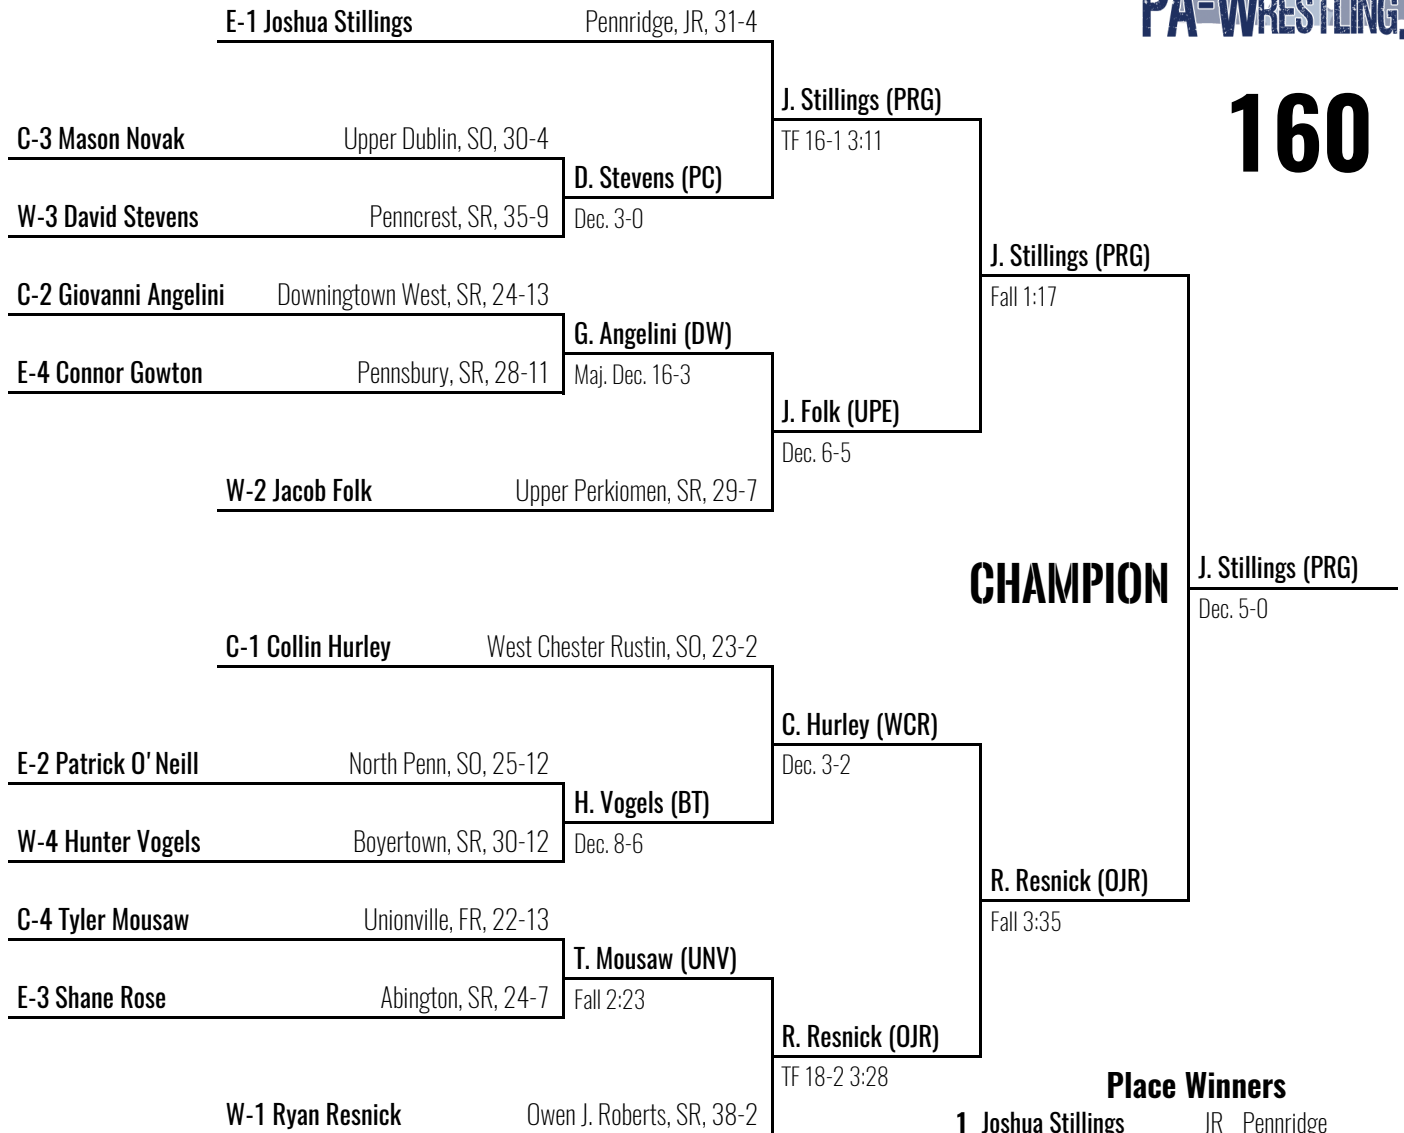 PA-WRESTLING.
160
E-1 Joshua Stillings Pennridge, JR, 31-4
J. Stillings (PRG)
TF 16-1 3:11
C-3 Mason Novak Upper Dublin, SO, 30-4
D. Stevens (PC)
Dec. 3-0
W-3 David Stevens Penncrest, SR, 35-9
J. Stillings (PRG)
Fall 1:17
C-2 Giovanni Angelini Downingtown West, SR, 24-13
G. Angelini (DW)
Maj. Dec. 16-3
E-4 Connor Gowton Pennsbury, SR, 28-11
J. Folk (UPE)
Dec. 6-5
W-2 Jacob Folk Upper Perkiomen, SR, 29-7
CHAMPION
J. Stillings (PRG)
Dec. 5-0
C-1 Collin Hurley West Chester Rustin, SO, 23-2
C. Hurley (WCR)
Dec. 3-2
E-2 Patrick O'Neill North Penn, SO, 25-12
H. Vogels (BT)
Dec. 8-6
W-4 Hunter Vogels Boyertown, SR, 30-12
R. Resnick (OJR)
Fall 3:35
C-4 Tyler Mousaw Unionville, FR, 22-13
T. Mousaw (UNV)
Fall 2:23
E-3 Shane Rose Abington, SR, 24-7
R. Resnick (OJR)
TF 18-2 3:28
W-1 Ryan Resnick Owen J. Roberts, SR, 38-2
Place Winners
1 Joshua Stillings JR Pennridge